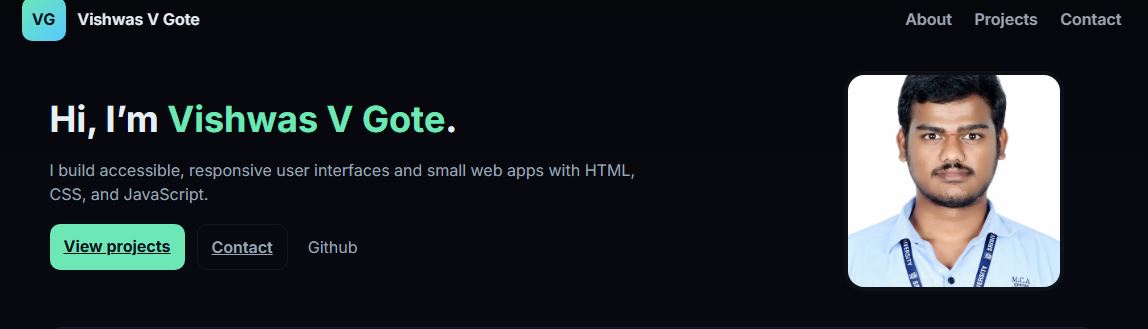 VG Vishwas V Gote About Projects Contact
Hi, I’m Vishwas V Gote.
I build accessible, responsive user interfaces and small web apps with HTML,
CSS, and JavaScript.
View projects Contact Github
M.C.A